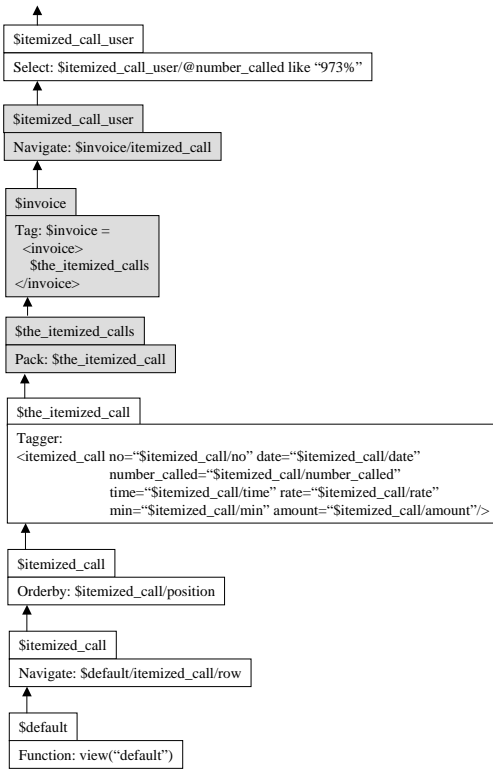 $itemized_call_user
Select: $itemized_call_user/@number_called like “973%”
$itemized_call_user
Navigate: $invoice/itemized_call
$invoice
Tag: $invoice =
<invoice>
$the_itemized_calls
</invoice>
$the_itemized_calls
Pack: $the_itemized_call
$the_itemized_call
Tagger:
<itemized_call no=“$itemized_call/no” date=“$itemized_call/date”
number_called=“$itemized_call/number_called”
time=“$itemized_call/time” rate=“$itemized_call/rate”
min=“$itemized_call/min” amount=“$itemized_call/amount”/>
$itemized_call
Orderby: $itemized_call/position
$itemized_call
Navigate: $default/itemized_call/row
$default
Function: view(“default”)